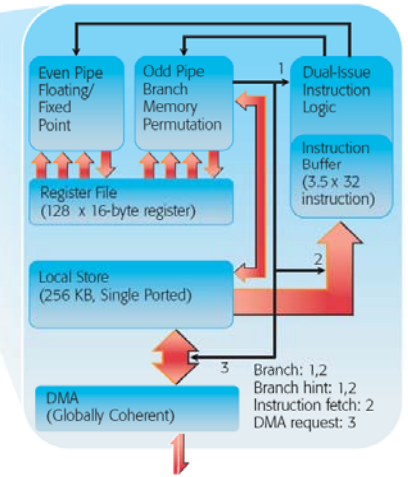 Even Pipe
Floating/
Fixed
Point
Odd Pipe
Branch
Memory
Permutation
1
Dual-Issue
Instruction
Logic
Instruction
Buffer
(3.5 x 32
instruction)
Register File
(128 x 16-byte register)
Local Store
(256 KB, Single Ported)
2
3
DMA
(Globally Coherent)
Branch: 1,2
Branch hint: 1,2
Instruction fetch: 2
DMA request: 3